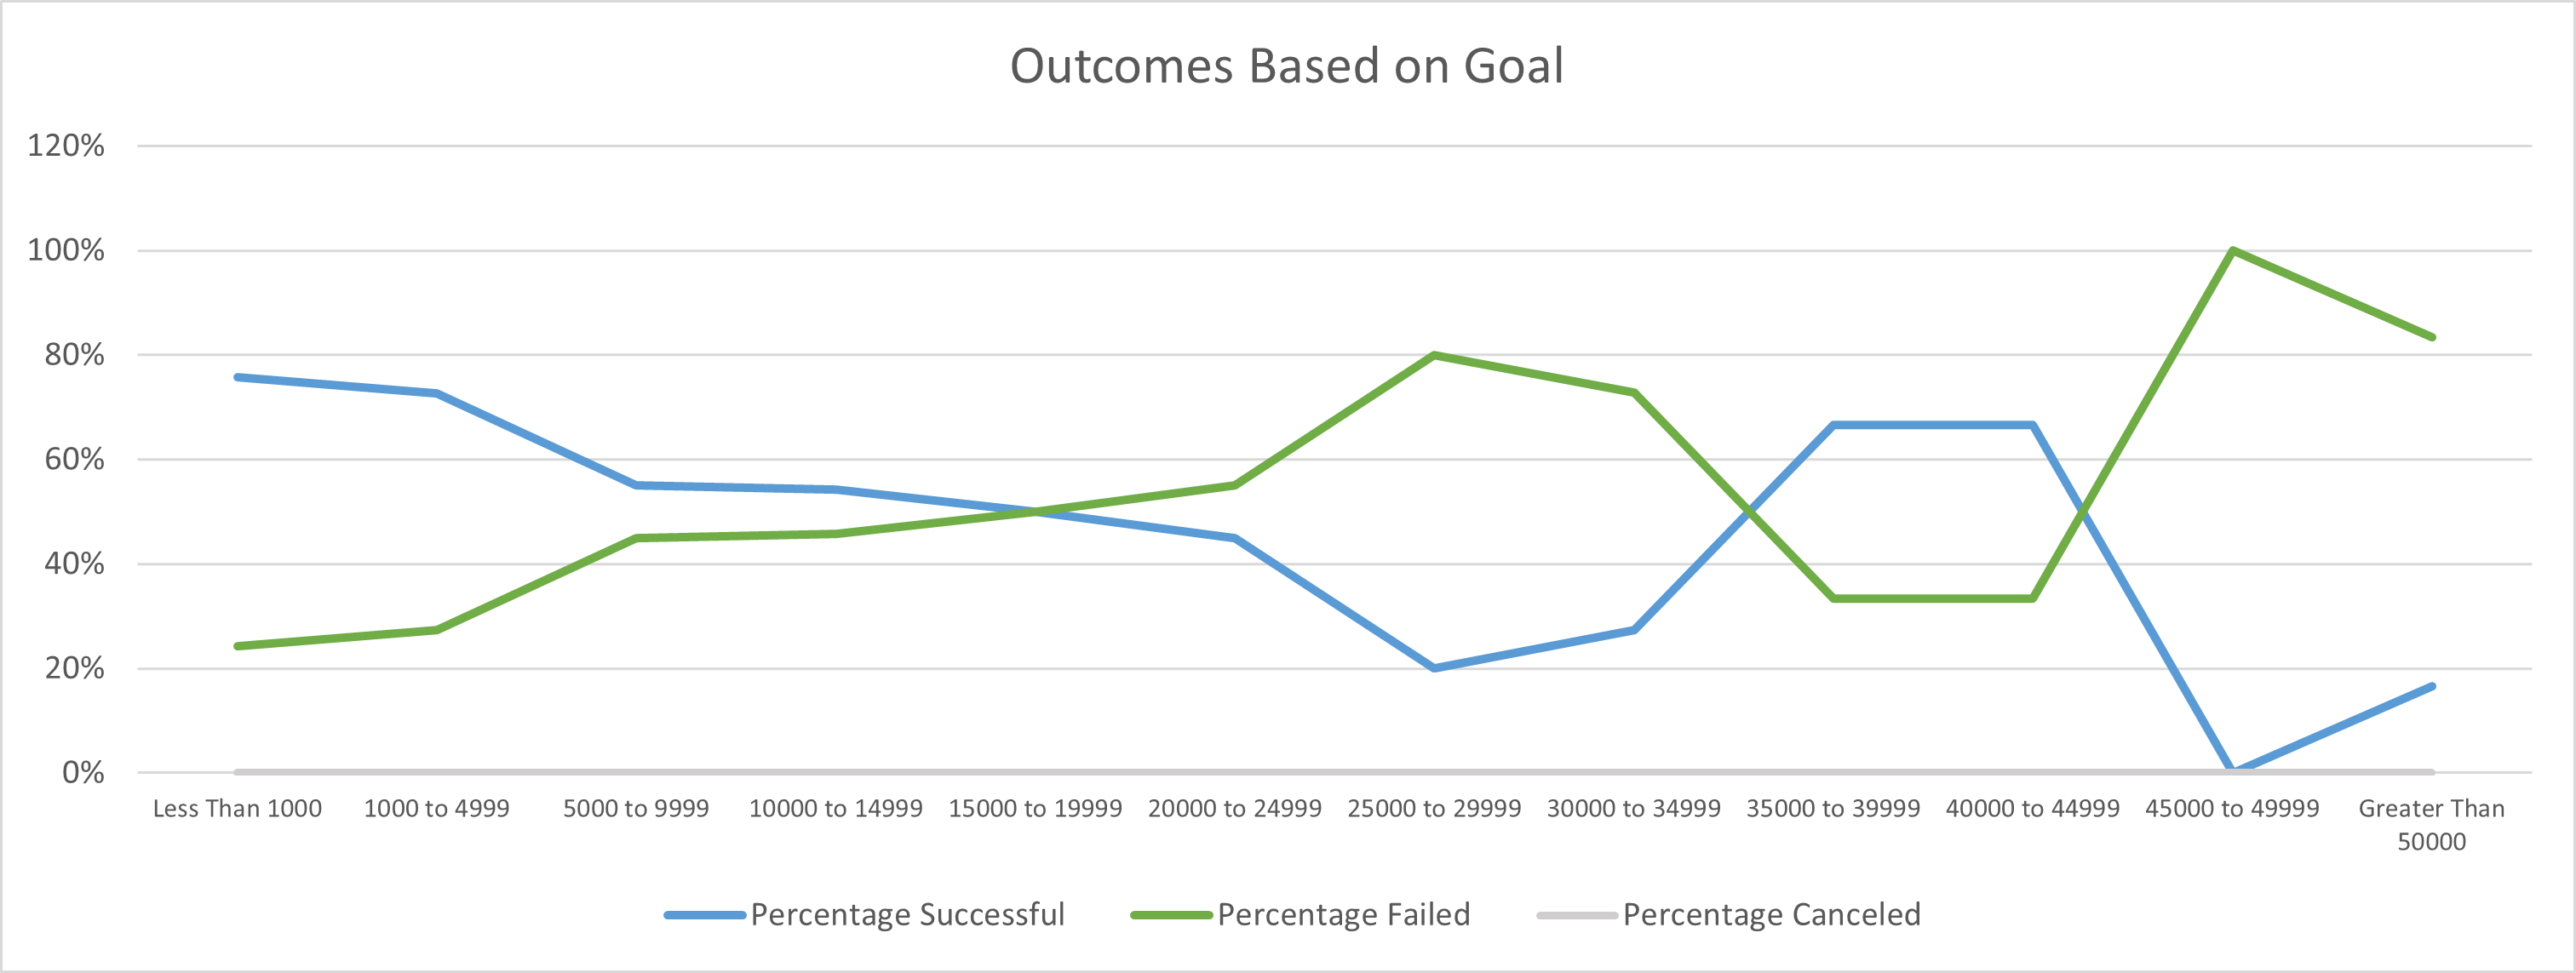 Outcomes Based on Goal
120%
100%
80%
60%
40%
20%
0%
Less Than 1000
1000 to 4999
5000 to 9999
10000 to 14999
15000 to 19999
20000 to 24999
25000 to 29999
30000 to 34999
35000 to 39999
40000 to 44999
45000 to 49999
Greater Than
50000
Percentage Successful
Percentage Failed
Percentage Canceled